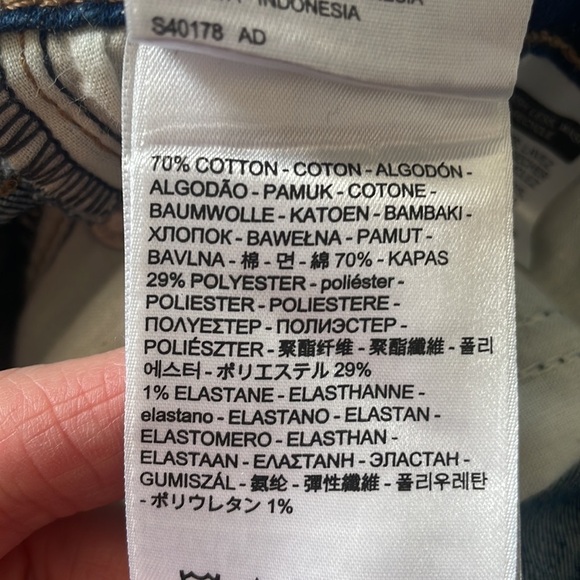 INDONESIA
S40178 AD
70% COTTON - COTON - ALGODÓN -
ALGODÃO - PAMUK - COTONE -
BAUMWOLLE - KATOEN - BAMBAKI -
ХЛОПОК - BAWEŁNA - PAMUT -
BAVLNA - 棉 - 면 - 綿 70% - KAPAS
29% POLYESTER - poliéster -
POLIESTER - POLIESTERE -
ΠΟΛΥΕΣΤΕΡ - ПОЛИЭСТЕР -
POLIÉSZTER - 聚酯纤维 - 聚酯纖維 - 폴리
에스터 - ポリエステル 29%
1% ELASTANE - ELASTHANNE -
elastano - ELASTANO - ELASTAN -
ELASTOMERO - ELASTHAN -
ELASTAAN - ΕΛΑΣΤΑΝΗ - ЭЛАСТАН -
GUMISZÁL - 氨纶 - 彈性纖維 - 폴리우레탄
- ポリウレタン 1%